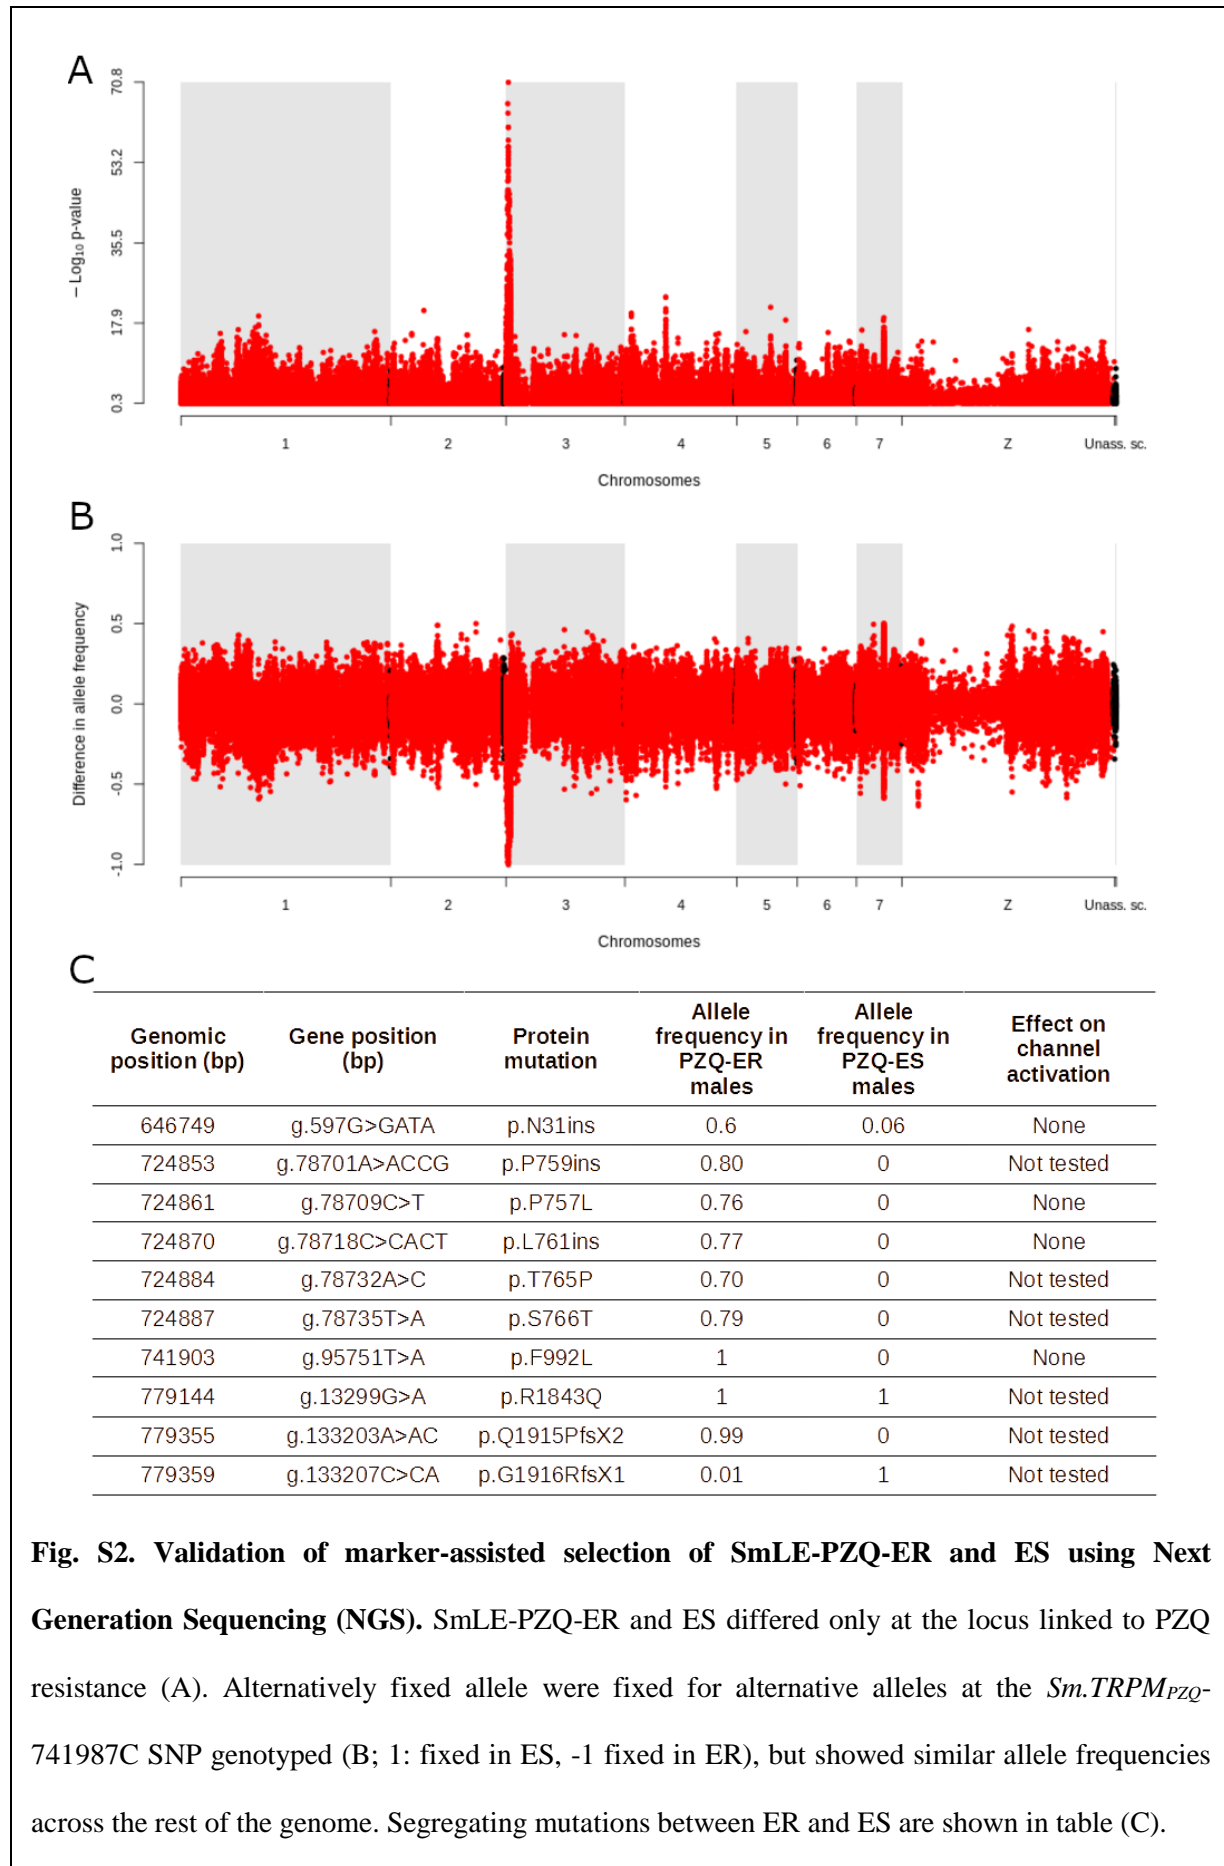 A
70.8
53.2
35.5
17.9
0.3
– Log10 p-value
1 2 3 4 5 6 7 Z Unass. sc.
Chromosomes
B
1.0
0.5
0.0
-0.5
-1.0
Difference in allele frequency
1 2 3 4 5 6 7 Z Unass. sc.
Chromosomes
C
Genomic position (bp) Gene position (bp) Protein mutation Allele frequency in PZQ-ER males Allele frequency in PZQ-ES males Effect on channel activation
646749 g.597G>GATA p.N31ins 0.6 0.06 None
724853 g.78701A>ACCG p.P759ins 0.80 0 Not tested
724861 g.78709C>T p.P757L 0.76 0 None
724870 g.78718C>CACT p.L761ins 0.77 0 None
724884 g.78732A>C p.T765P 0.70 0 Not tested
724887 g.78735T>A p.S766T 0.79 0 Not tested
741903 g.95751T>A p.F992L 1 0 None
779144 g.13299G>A p.R1843Q 1 1 Not tested
779355 g.133203A>AC p.Q1915PfsX2 0.99 0 Not tested
779359 g.133207C>CA p.G1916RfsX1 0.01 1 Not tested
Fig. S2. Validation of marker-assisted selection of SmLE-PZQ-ER and ES using Next
Generation Sequencing (NGS). SmLE-PZQ-ER and ES differed only at the locus linked to PZQ
resistance (A). Alternatively fixed allele were fixed for alternative alleles at the Sm.TRPMPZQ-
741987C SNP genotyped (B; 1: fixed in ES, -1 fixed in ER), but showed similar allele frequencies
across the rest of the genome. Segregating mutations between ER and ES are shown in table (C).